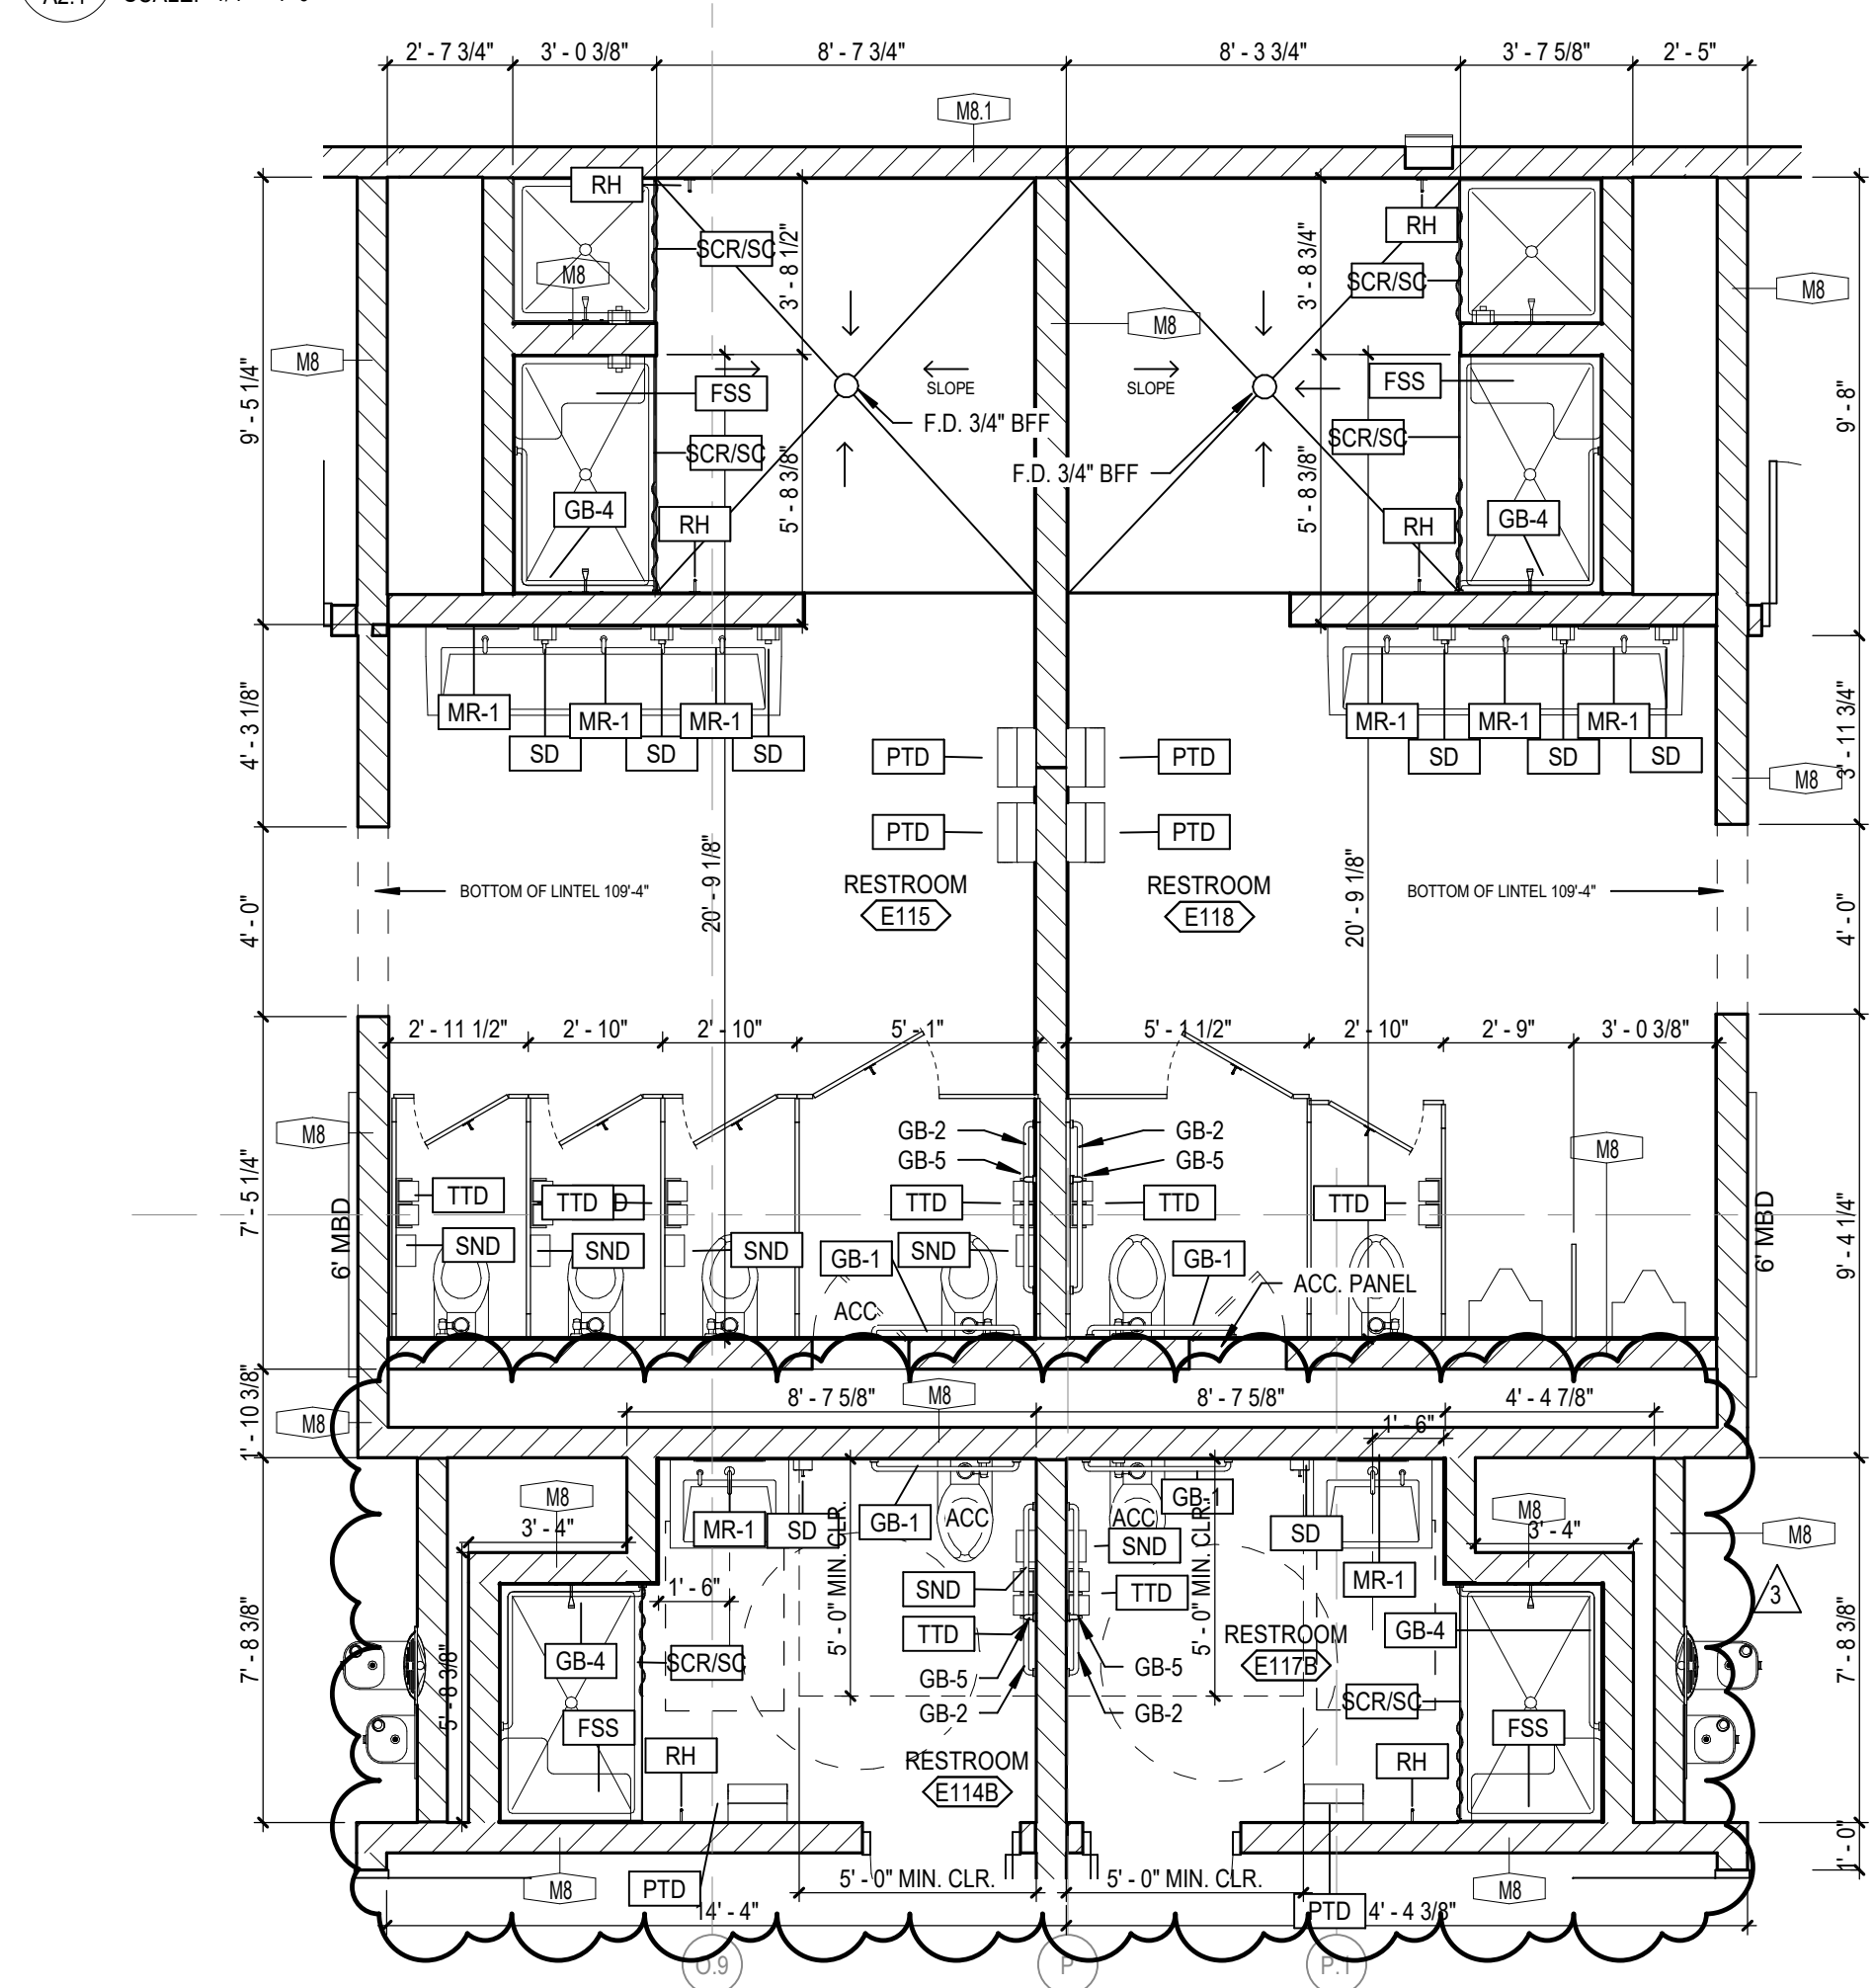 2' - 7 3/4"
3' - 0 3/8"
8' - 7 3/4"
8' - 3 3/4"
3' - 7 5/8"
2' - 5"
M8.1
RH
RH
SCR/SC
3' - 8 1/2"
3' - 8 3/4"
SCR/SC
M8
M8
M8
M8
FSS
SLOPE
SLOPE
FSS
9' - 5 1/4"
9' - 8"
F.D. 3/4" BFF
SCR/SC
SCR/SC
F.D. 3/4" BFF
5' - 8 3/8"
5' - 8 3/8"
GB-4
RH
RH
GB-4
4' - 3 1/8"
3' - 11 3/4"
MR-1
MR-1
MR-1
MR-1
MR-1
MR-1
SD
SD
SD
SD
SD
SD
PTD
PTD
M8
PTD
PTD
RESTROOM
E115
RESTROOM
E118
BOTTOM OF LINTEL 109'-4"
BOTTOM OF LINTEL 109'-4"
20' - 9 1/8"
20' - 9 1/8"
4' - 0"
4' - 0"
2' - 11 1/2"
2' - 10"
2' - 10"
5' - 1"
5' - 1 1/2"
2' - 10"
2' - 9"
3' - 0 3/8"
M8
GB-2
GB-2
M8
GB-5
GB-5
7' - 5 1/4"
9' - 4 1/4"
TTD
TTD
TTD
TTD
TTD
6' MBD
6' MBD
SND
SND
SND
SND
GB-1
GB-1
ACC. PANEL
ACC
1' - 10 3/8"
8' - 7 5/8"
M8
8' - 7 5/8"
4' - 4 7/8"
M8
1' - 6"
M8
3' - 4"
MR-1
SD
GB-1
ACC
GB-1
ACC
SND
SD
M8
3' - 4"
M8
5' - 0" MIN. CLR.
5' - 0" MIN. CLR.
1' - 6"
SND
TTD
MR-1
3
7' - 8 3/8"
7' - 8 3/8"
5' - 8 3/8"
GB-4
SCR/SC
TTD
RESTROOM
E117B
GB-4
GB-5
GB-5
GB-2
GB-2
SCR/SC
FSS
FSS
RH
RESTROOM
E114B
RH
1' - 0"
M8
PTD
5' - 0" MIN. CLR.
5' - 0" MIN. CLR.
M8
PTD
4' - 4"
4' - 4 3/8"
O.9
P
P.1